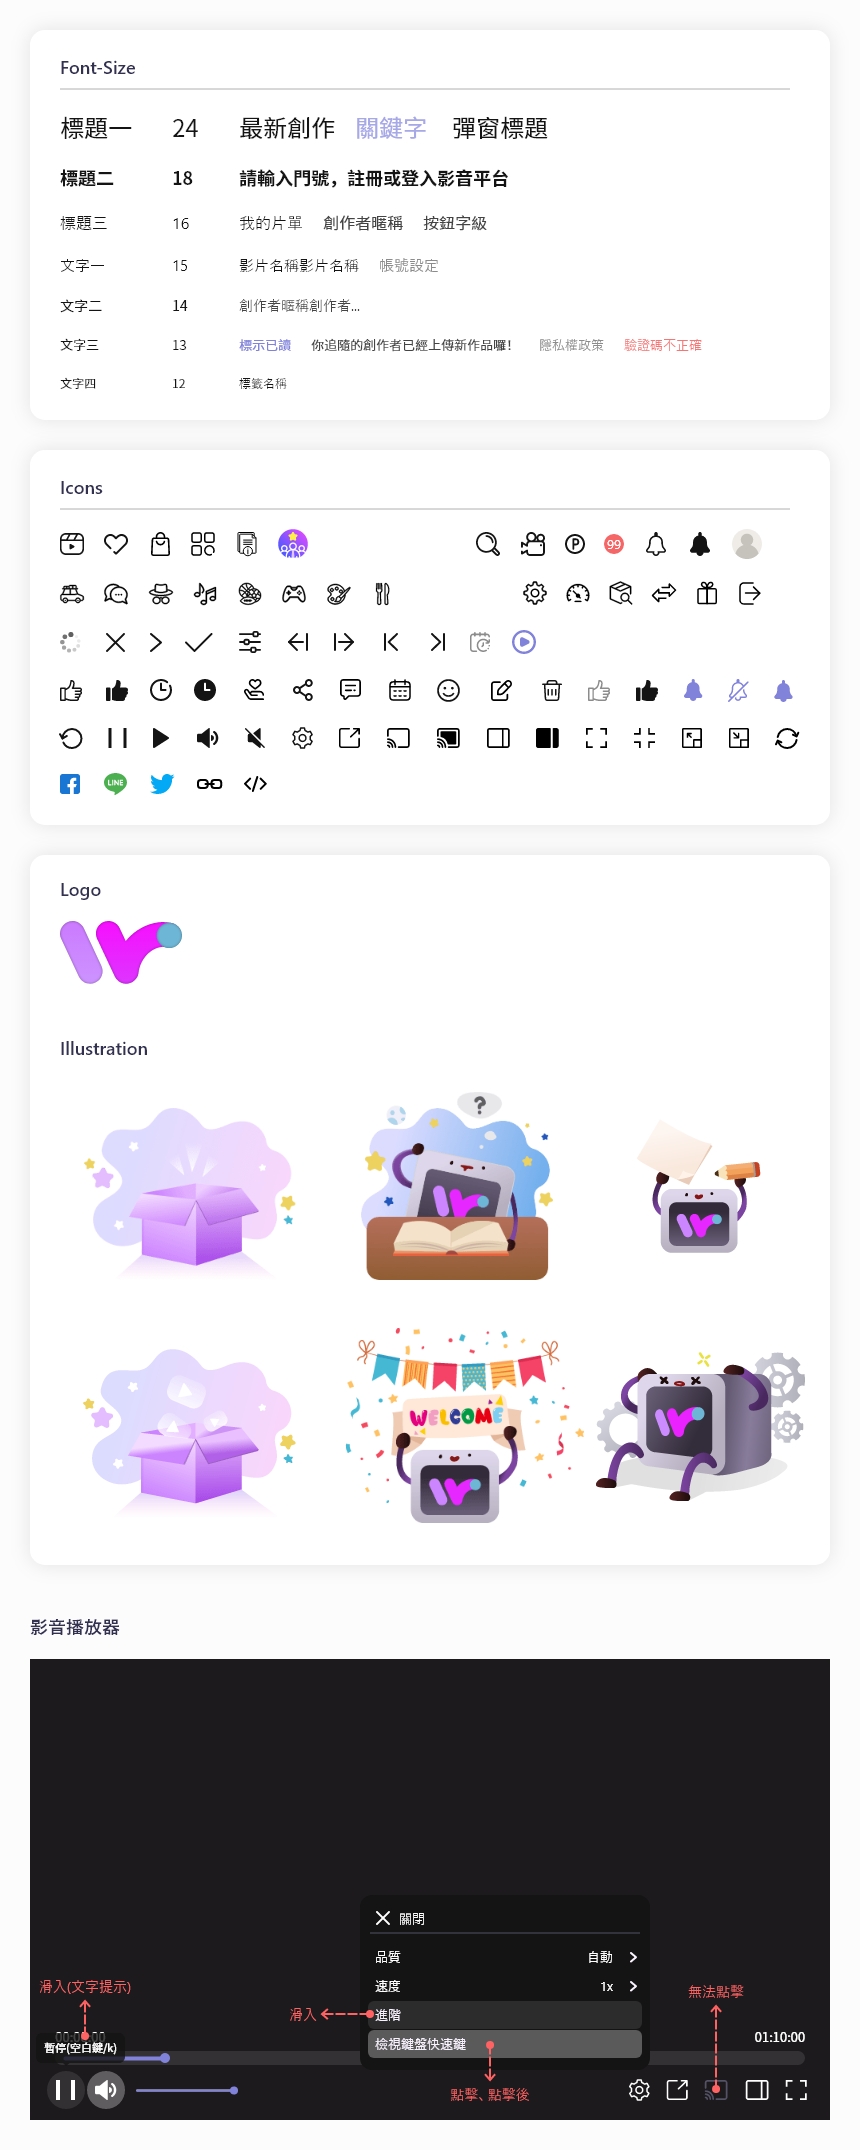 Font-Size
標題一 24 最新創作 關鍵字 彈窗標題
標題二 18 請輸入門號，註冊或登入影音平台
標題三 16 我的片單 創作者暱稱 按鈕字級
文字一 15 影片名稱影片名稱 帳號設定
文字二 14 創作者暱稱創作者...
文字三 13 標示已讀 你追隨的創作者已經上傳新作品囉！ 隱私權政策 驗證碼不正確
文字四 12 標籤名稱
Icons
P 99
LINE
Logo
Illustration
?
WELCOME
影音播放器
關閉
品質 自動
速度 1x
滑入(文字提示)
無法點擊
滑入
進階
01:10:00
檢視鍵盤快速鍵
暫停(空白鍵/k)
點擊、點擊後